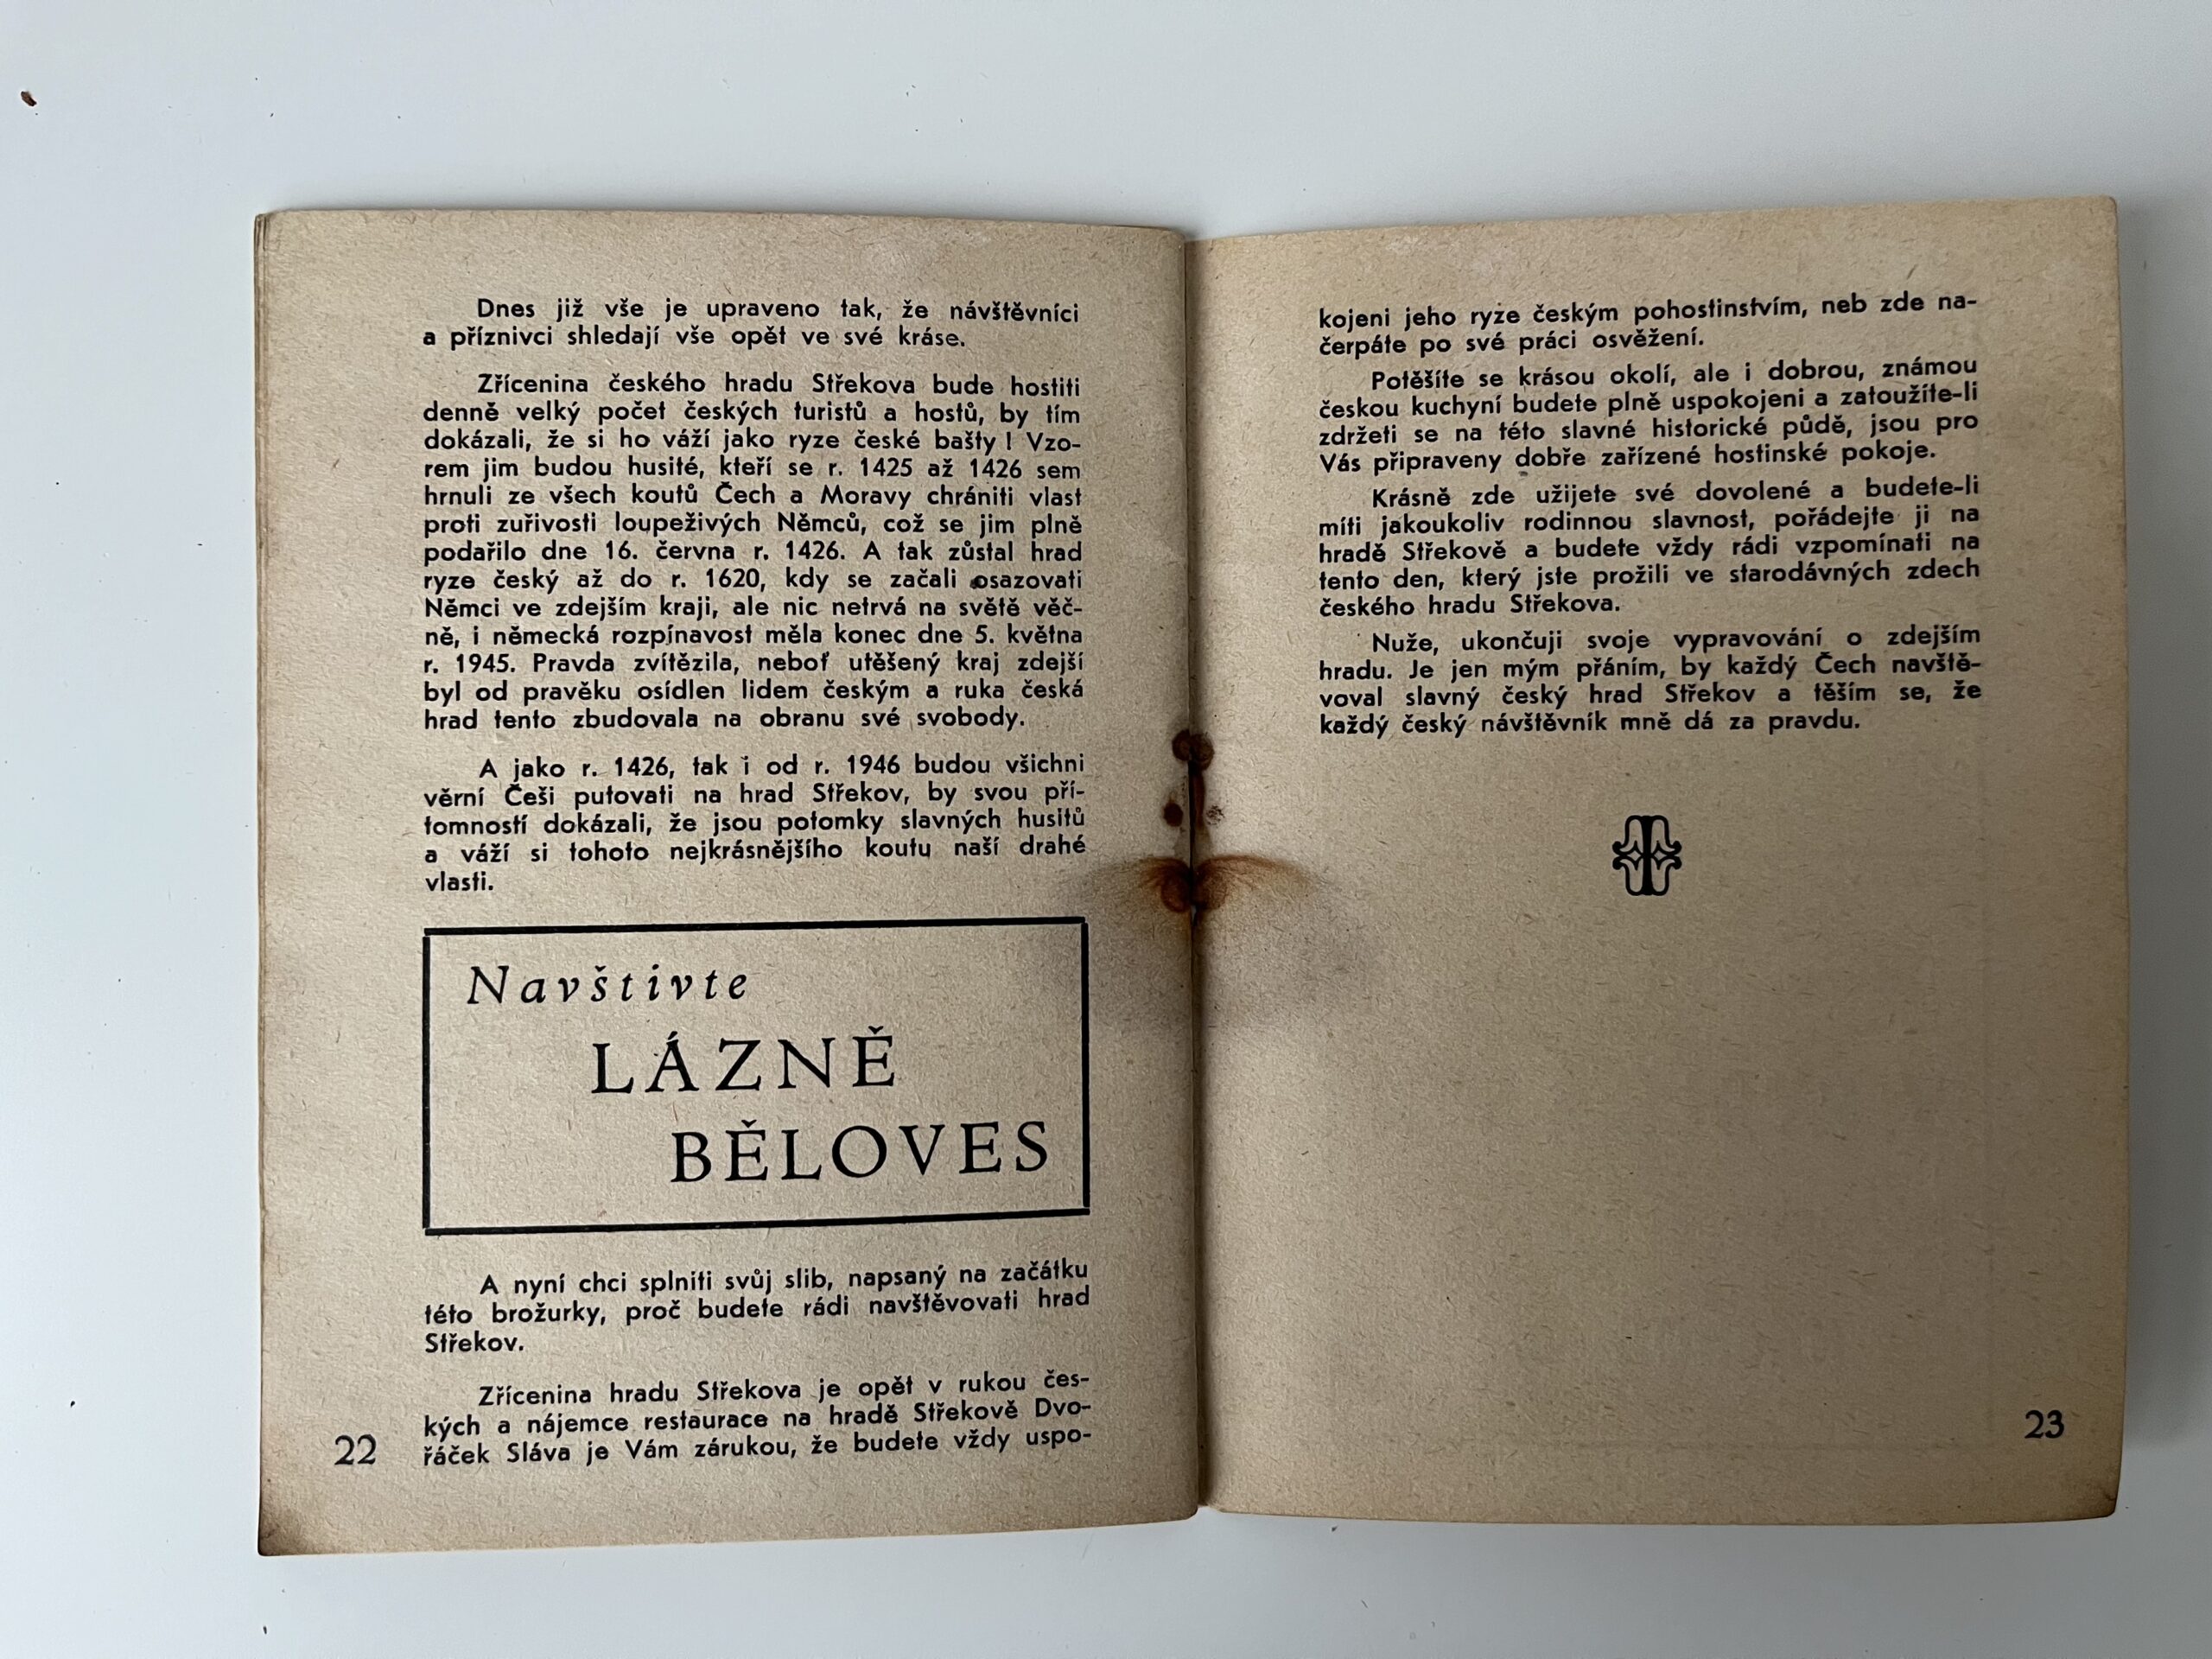 Dnes již vše je upraveno tak, že návštěvníci
a příznivci shledají vše opět ve své kráse.
Zřícenina českého hradu Střekova bude hostiti
denně velký počet českých turistů a hostů, by tím
dokázali, že si ho váží jako ryze české bašty! Vzo-
rem jim budou husité, kteří se r. 1425 až 1426 sem
hrnuli ze všech koutů Čech a Moravy chrániti vlast
proti zuřivosti loupeživých Němců, což se jim plně
podařilo dne 16. června r. 1426. A tak zůstal hrad
ryze český až do r. 1620, kdy se začali osazovati
Němci ve zdejším kraji, ale nic netrvá na světě věč-
ně, i německá rozpínavost měla konec dne 5. května
r. 1945. Pravda zvítězila, neboť utěšený kraj zdejší
byl od pravěku osídlen lidem českým a ruka česká
hrad tento zbudovala na obranu své svobody.
A jako r. 1426, tak i od r. 1946 budou všichni
věrní Češi putovati na hrad Střekov, by svou pří-
tomností dokázali, že jsou potomky slavných husitů
a váží si tohoto nejkrásnějšího koutu naší drahé
vlasti.
Navštivte
LÁZNĚ
BĚLOVES
A nyní chci splniti svůj slib, napsaný na začátku
této brožurky, proč budete rádi navštěvovati hrad
Střekov.
Zřícenina hradu Střekova je opět v rukou čes-
kých a nájemce restaurace na hradě Střekově Dvo-
řáček Sláva je Vám zárukou, že budete vždy uspo-
22
kojeni jeho ryze českým pohostinstvím, neb zde na-
čerpáte po své práci osvěžení.
Potěšíte se krásou okolí, ale i dobrou, známou
českou kuchyní budete plně uspokojeni a zatoužíte-li
zdržeti se na této slavné historické půdě, jsou pro
Vás připraveny dobře zařízené hostinské pokoje.
Krásně zde užijete své dovolené a budete-li
míti jakoukoliv rodinnou slavnost, pořádejte ji na
hradě Střekově a budete vždy rádi vzpomínati na
tento den, který jste prožili ve starodávných zdech
českého hradu Střekova.
Nuže, ukončuji svoje vypravování o zdejším
hradu. Je jen mým přáním, by každý Čech navště-
voval slavný český hrad Střekov a těším se, že
každý český návštěvník mně dá za pravdu.
23